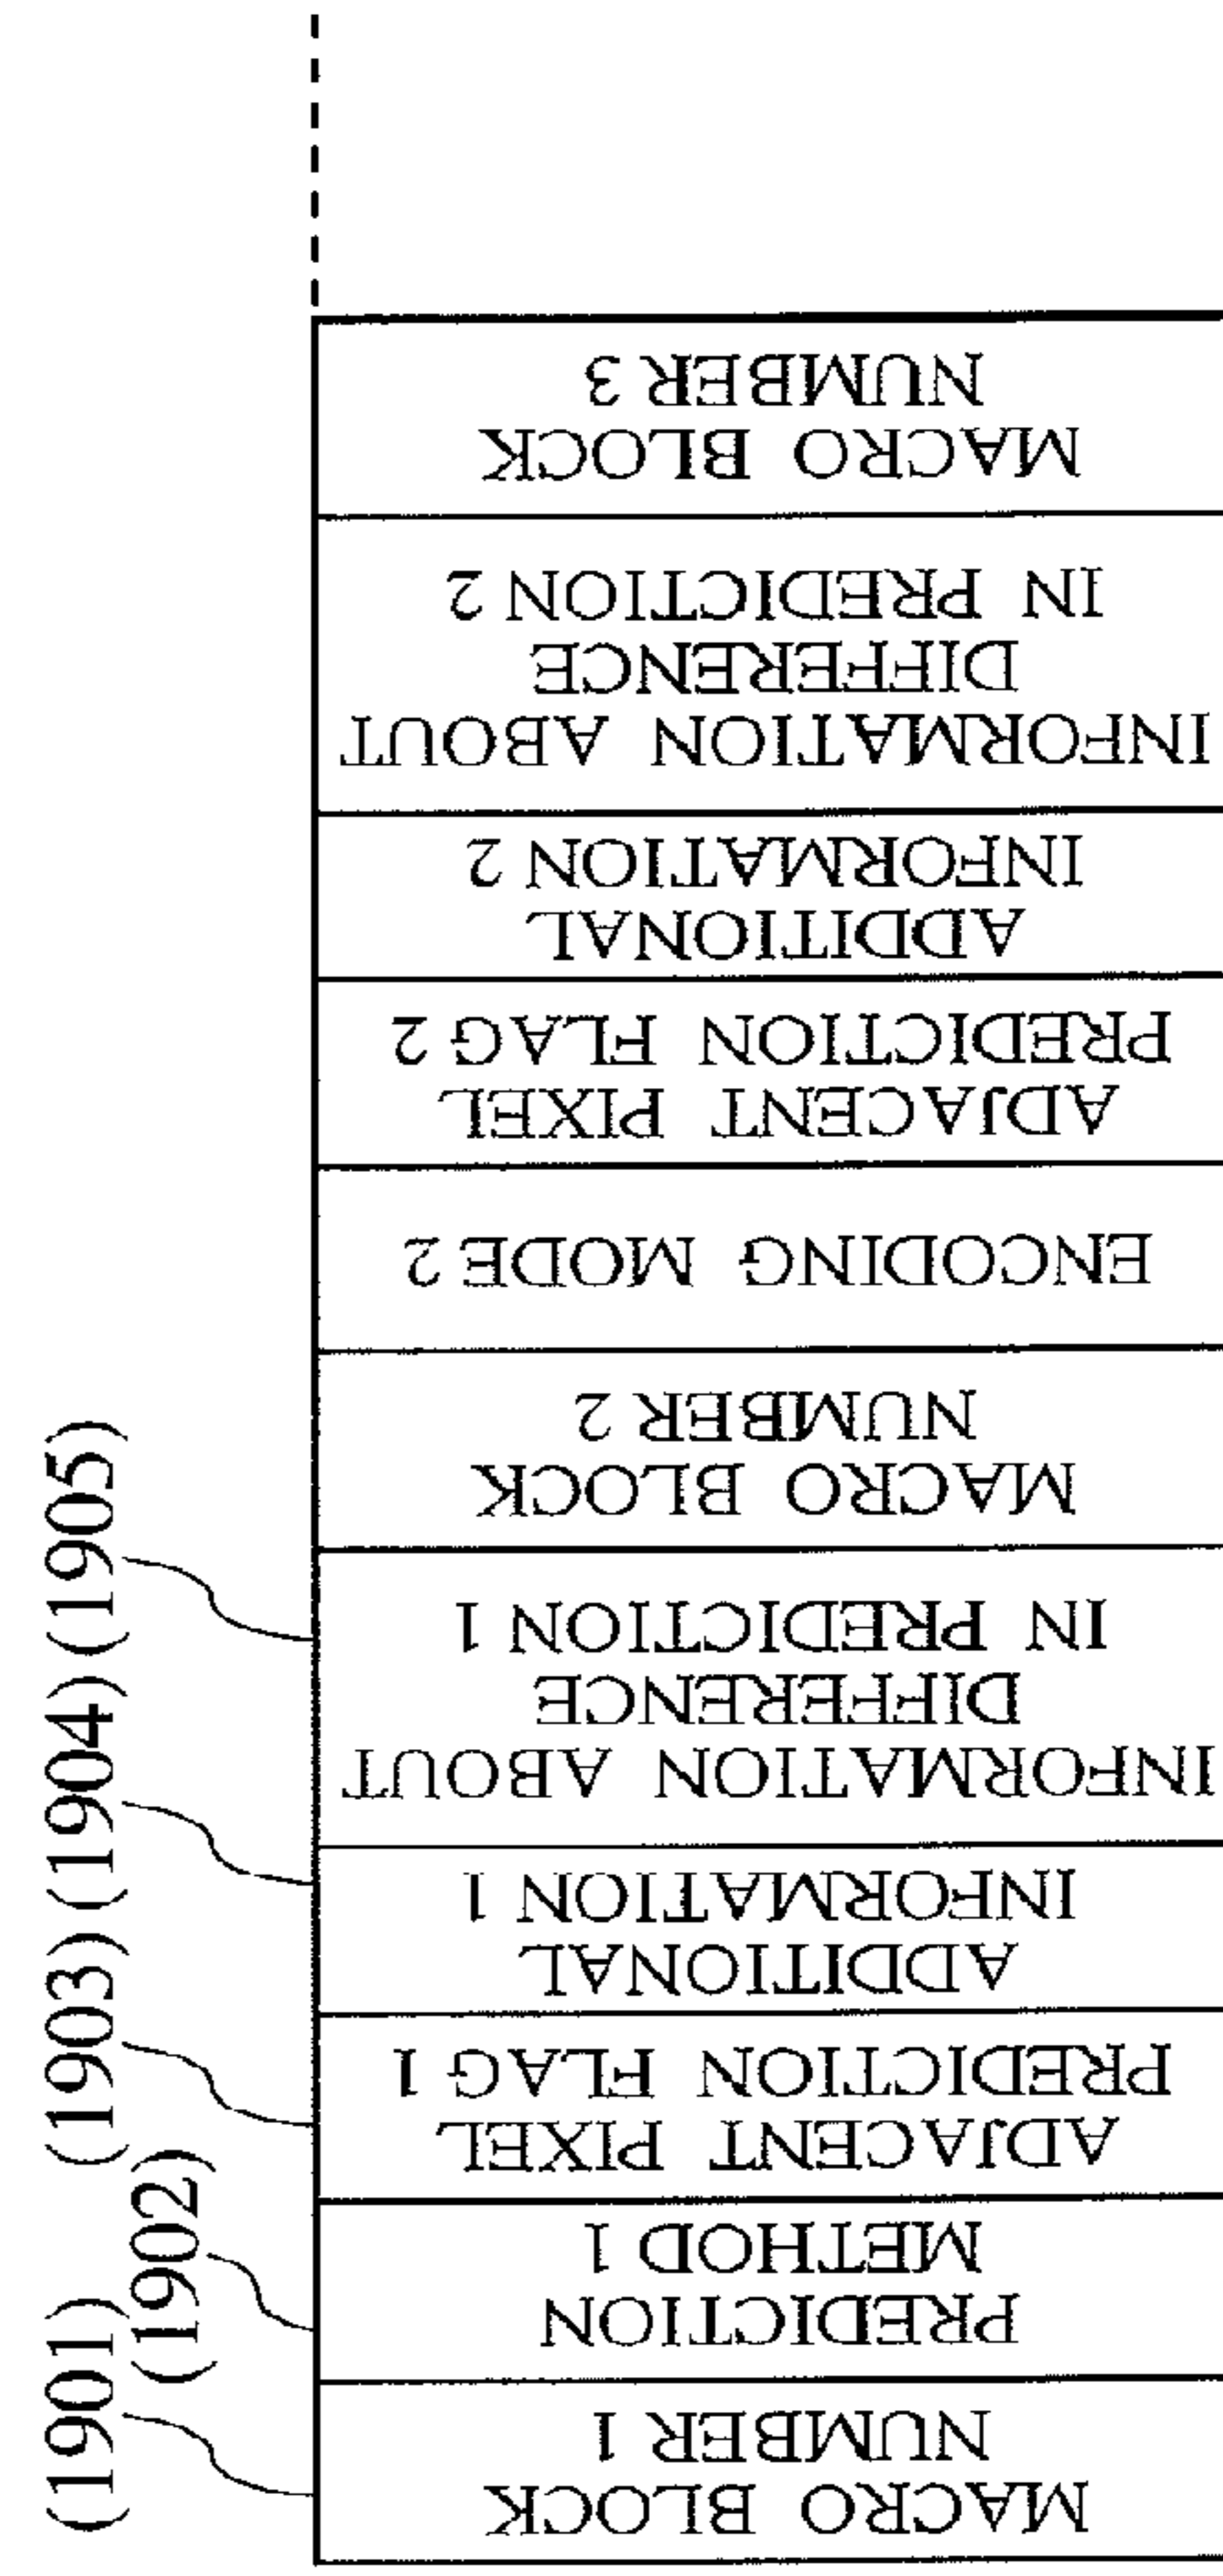 (1901)
(1902)
(1903)
(1904)
(1905)
MACRO BLOCK
NUMBER 1
PREDICTION
METHOD 1
ADJACENT PIXEL
PREDICTION FLAG 1
ADDITIONAL
INFORMATION 1
INFORMATION ABOUT
DIFFERENCE
IN PREDICTION 1
MACRO BLOCK
NUMBER 2
ENCODING MODE 2
ADJACENT PIXEL
PREDICTION FLAG 2
ADDITIONAL
INFORMATION 2
INFORMATION ABOUT
DIFFERENCE
IN PREDICTION 2
MACRO BLOCK
NUMBER 3